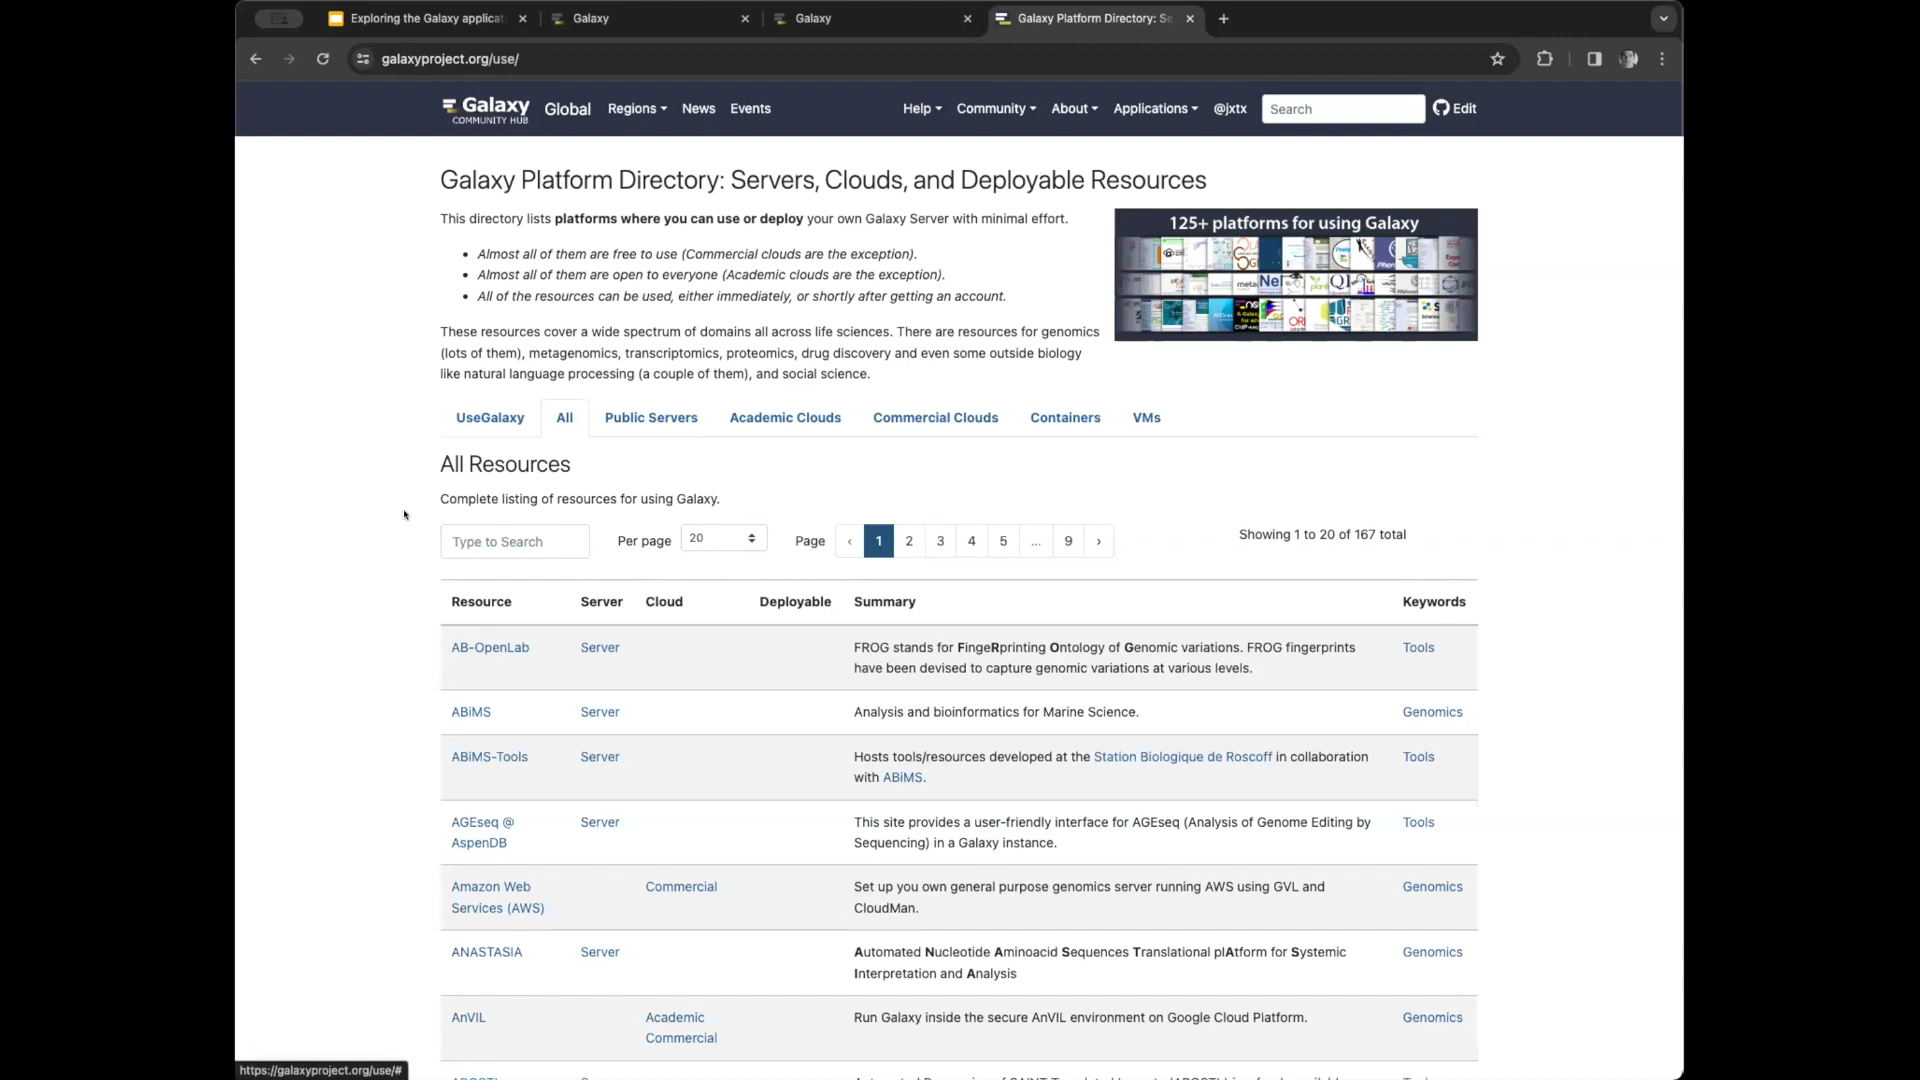 Exploring the Galaxy applicat
Galaxy
Galaxy
Galaxy Platform Directory: Se
galaxyproject.org/use/
Galaxy
COMMUNITY HUB
Global
Regions
News
Events
Help
Community
About
Applications
@jxtx
Search
Edit
Galaxy Platform Directory: Servers, Clouds, and Deployable Resources
This directory lists platforms where you can use or deploy your own Galaxy Server with minimal effort.
125+ platforms for using Galaxy
• Almost all of them are free to use (Commercial clouds are the exception).
• Almost all of them are open to everyone (Academic clouds are the exception).
• All of the resources can be used, either immediately, or shortly after getting an account.
These resources cover a wide spectrum of domains all across life sciences. There are resources for genomics
(lots of them), metagenomics, transcriptomics, proteomics, drug discovery and even some outside biology
like natural language processing (a couple of them), and social science.
UseGalaxy
All
Public Servers
Academic Clouds
Commercial Clouds
Containers
VMs
All Resources
Complete listing of resources for using Galaxy.
Type to Search
Per page
20
Page
‹ 1 2 3 4 5 ... 9 ›
Showing 1 to 20 of 167 total
Resource Server Cloud Deployable Summary Keywords
AB-OpenLab Server FROG stands for FingeRprinting Ontology of Genomic variations. FROG fingerprints Tools
have been devised to capture genomic variations at various levels.
ABiMS Server Analysis and bioinformatics for Marine Science. Genomics
ABiMS-Tools Server Hosts tools/resources developed at the Station Biologique de Roscoff in collaboration Tools
with ABiMS.
AGEseq @ Server This site provides a user-friendly interface for AGEseq (Analysis of Genome Editing by Tools
AspenDB Sequencing) in a Galaxy instance.
Amazon Web Commercial Set up you own general purpose genomics server running AWS using GVL and Genomics
Services (AWS) CloudMan.
ANASTASIA Server Automated Nucleotide Aminoacid Sequences Translational plAtform for Systemic Genomics
Interpretation and Analysis
AnVIL Academic Run Galaxy inside the secure AnVIL environment on Google Cloud Platform. Genomics
Commercial
https://galaxyproject.org/use/#